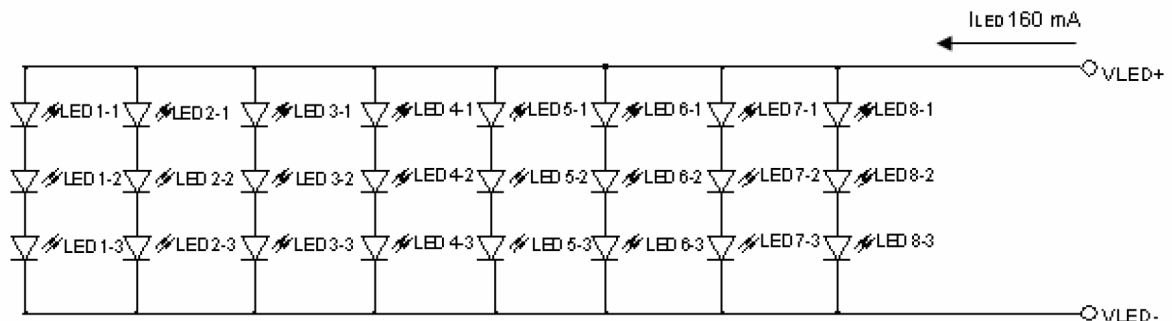 ILED 160 mA
VLED+
LED 1-1 LED 2-1 LED 3-1 LED 4-1 LED 5-1 LED 6-1 LED 7-1 LED 8-1
LED 1-2 LED 2-2 LED 3-2 LED 4-2 LED 5-2 LED 6-2 LED 7-2 LED 8-2
LED 1-3 LED 2-3 LED 3-3 LED 4-3 LED 5-3 LED 6-3 LED 7-3 LED 8-3
VLED-